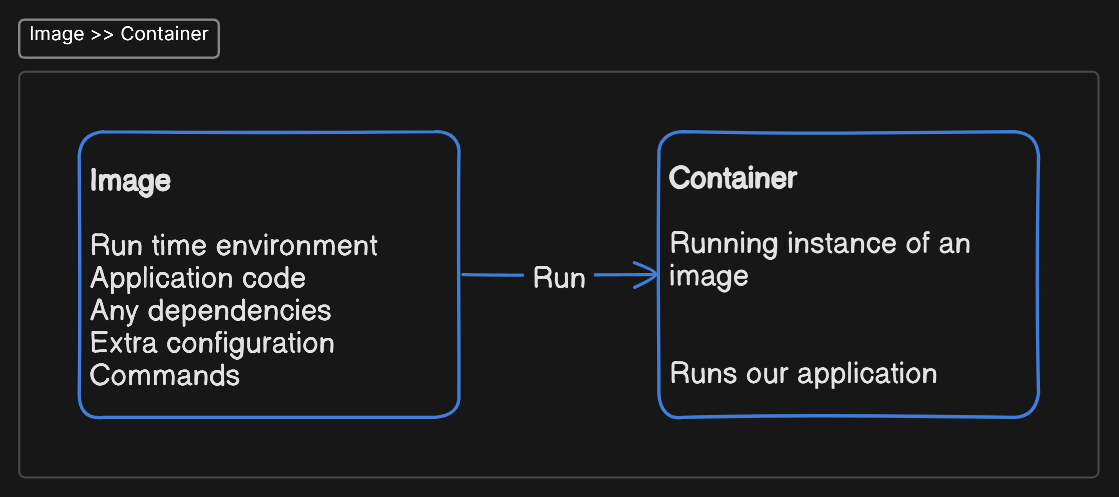 Image >> Container
Image
Run time environment
Application code
Any dependencies
Extra configuration
Commands
Run
Container
Running instance of an
image
Runs our application